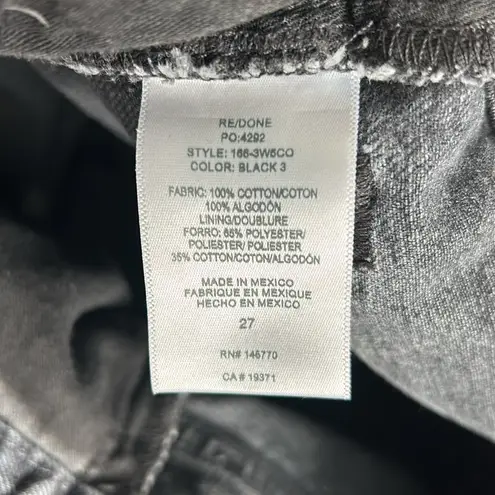 RE/DONE
PO:4292
STYLE: 166-3W5CO
COLOR: BLACK 3
FABRIC: 100% COTTON/COTON
100% ALGODÓN
LINING/DOUBLURE
FORRO: 65% POLYESTER/
POLIESTER/ POLIESTER
35% COTTON/COTON/ALGODÓN
MADE IN MEXICO
FABRIQUE EN MEXIQUE
HECHO EN MEXICO
27
RN# 145770
CA# 19371